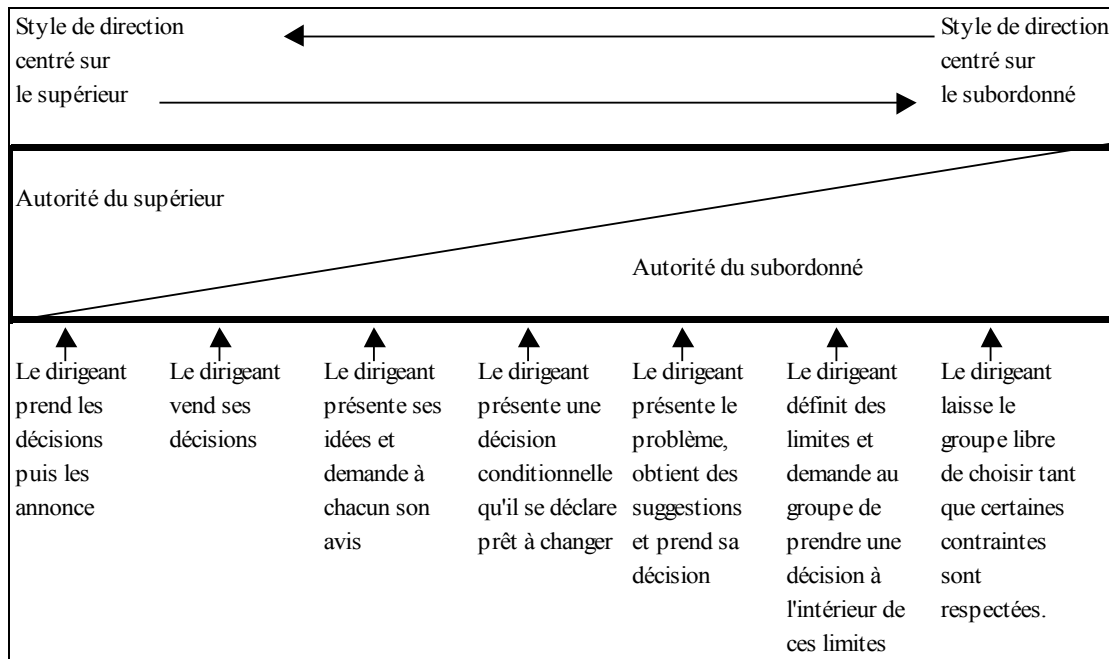 Style de direction
centré sur
le supérieur
Style de direction
centré sur
le subordonné
Autorité du supérieur
Autorité du subordonné
Le dirigeant
prend les
décisions
puis les
annonce
Le dirigeant
vend ses
décisions
Le dirigeant
présente ses
idées et
demande à
chacun son
avis
Le dirigeant
présente une
décision
conditionnelle
qu'il se déclare
prêt à changer
Le dirigeant
présente le
problème,
obtient des
suggestions
et prend sa
décision
Le dirigeant
définit des
limites et
demande au
groupe de
prendre une
décision à
l'intérieur de
ces limites
Le dirigeant
laisse le
groupe libre
de choisir tant
que certaines
contraintes
sont
respectées.